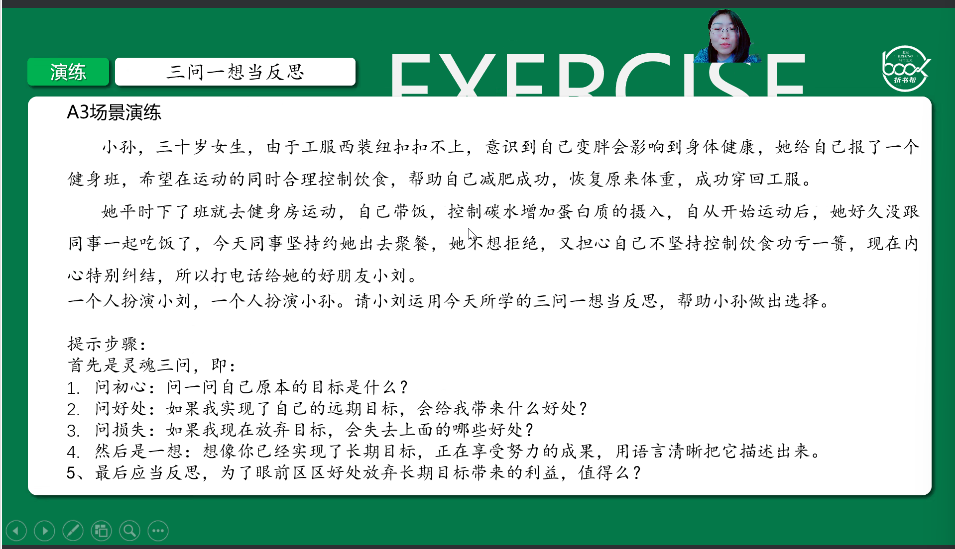 EXERCISE
演练
三问一想当反思
book
拆书帮
A3场景演练
小孙，三十岁女生，由于工服西装纽扣扣不上，意识到自己变胖会影响到身体健康，她给自己报了一个
健身班，希望在运动的同时合理控制饮食，帮助自己减肥成功，恢复原来体重，成功穿回工服。
她平时下了班就去健身房运动，自己带饭，控制碳水增加蛋白质的摄入，自从开始运动后，她好久没跟
同事一起吃饭了，今天同事坚持约她出去聚餐，她不想拒绝，又担心自己不坚持控制饮食功亏一篑，现在内
心特别纠结，所以打电话给她的好朋友小刘。
一个人扮演小刘，一个人扮演小孙。请小刘运用今天所学的三问一想当反思，帮助小孙做出选择。
提示步骤：
首先是灵魂三问，即：
1. 问初心：问一问自己原本的目标是什么？
2. 问好处：如果我实现了自己的远期目标，会给我带来什么好处？
3. 问损失：如果我现在放弃目标，会失去上面的哪些好处？
4. 然后是一想：想像你已经实现了长期目标，正在享受努力的成果，用语言清晰把它描述出来。
5、最后应当反思，为了眼前区区好处放弃长期目标带来的利益，值得么？